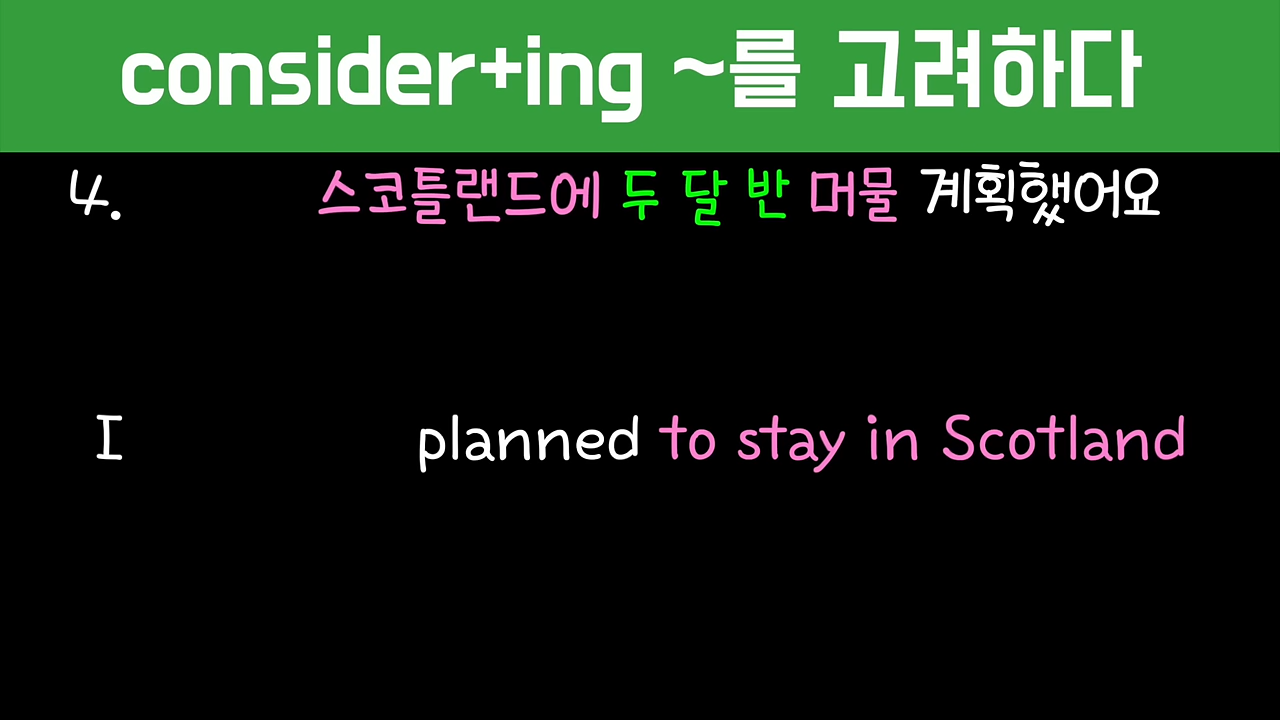 consider+ing ~를 고려하다
4. 스코틀랜드에 두 달 반 머물 계획했어요
I planned to stay in Scotland